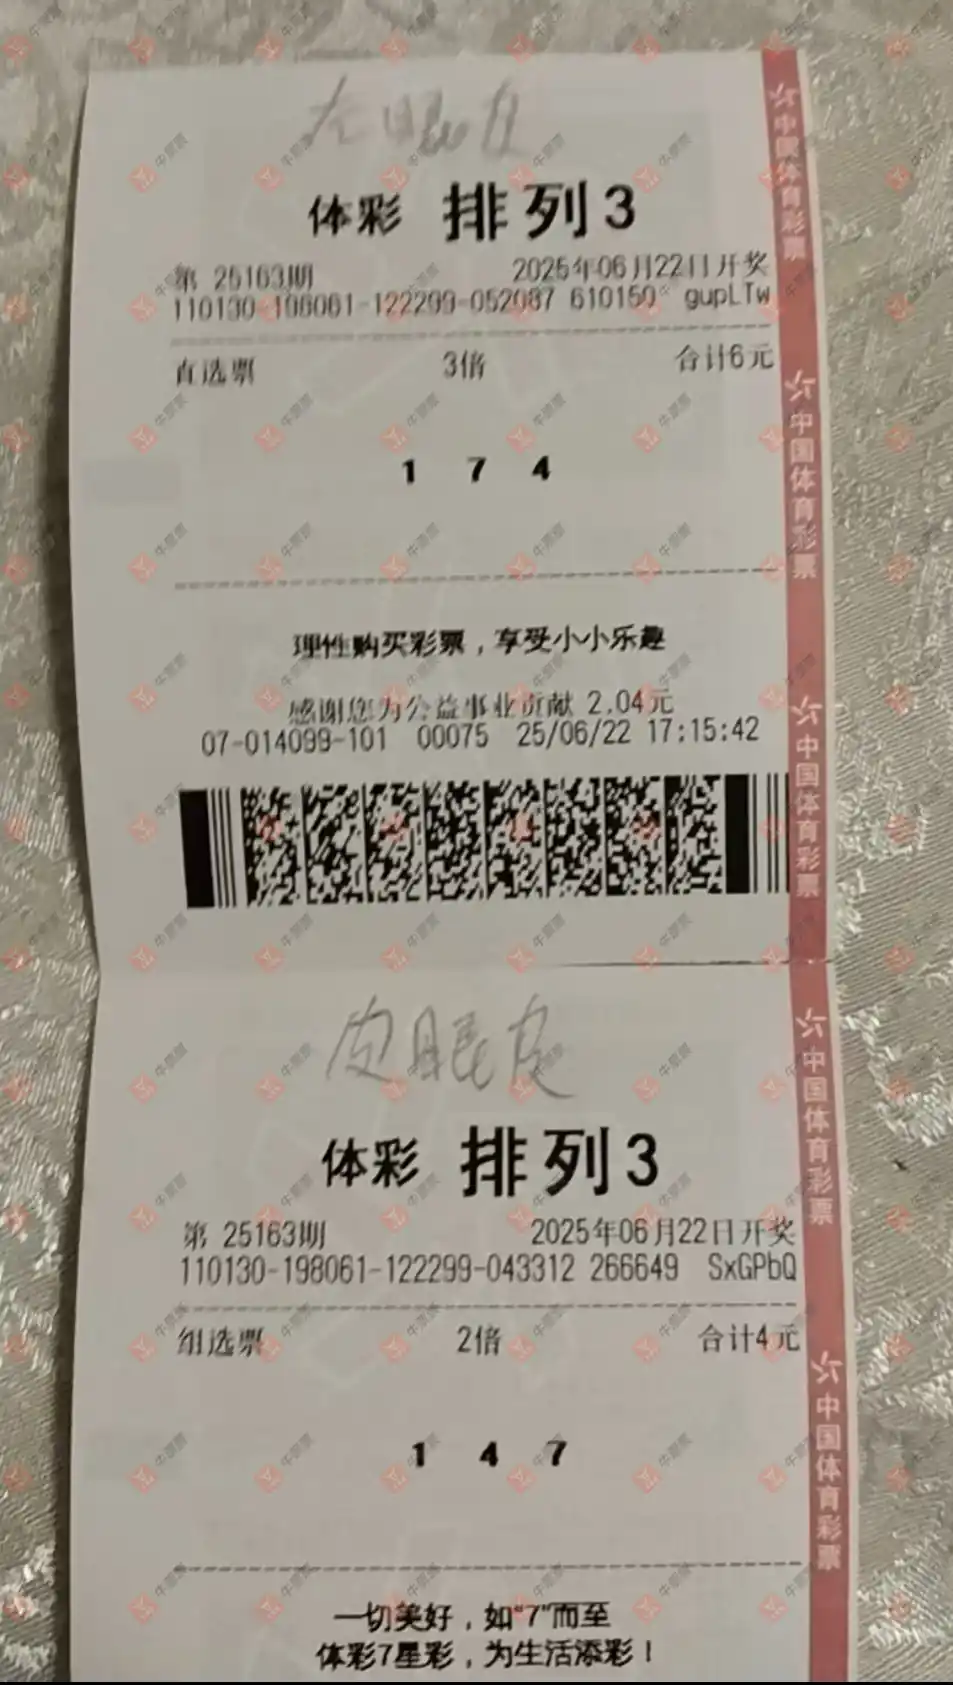 左眼皮
体彩 排列3
第 25163期 2025年06月22日开奖
110130-198061-122299-052087 610150 gupLTw
直选票 3倍 合计6元
1 7 4
理性购买彩票，享受小小乐趣
感谢您为公益事业贡献 2.04元
07-014099-101 00075 25/06/22 17:15:42
眼皮
体彩 排列3
第 25163期 2025年06月22日开奖
110130-198061-122299-043312 266649 SxGPbQ
组选票 2倍 合计4元
1 4 7
一切美好，如“7”而至
体彩7星彩，为生活添彩！
中国体育彩票
中国体育彩票
中国体育彩票
中国体育彩票
中国体育彩票